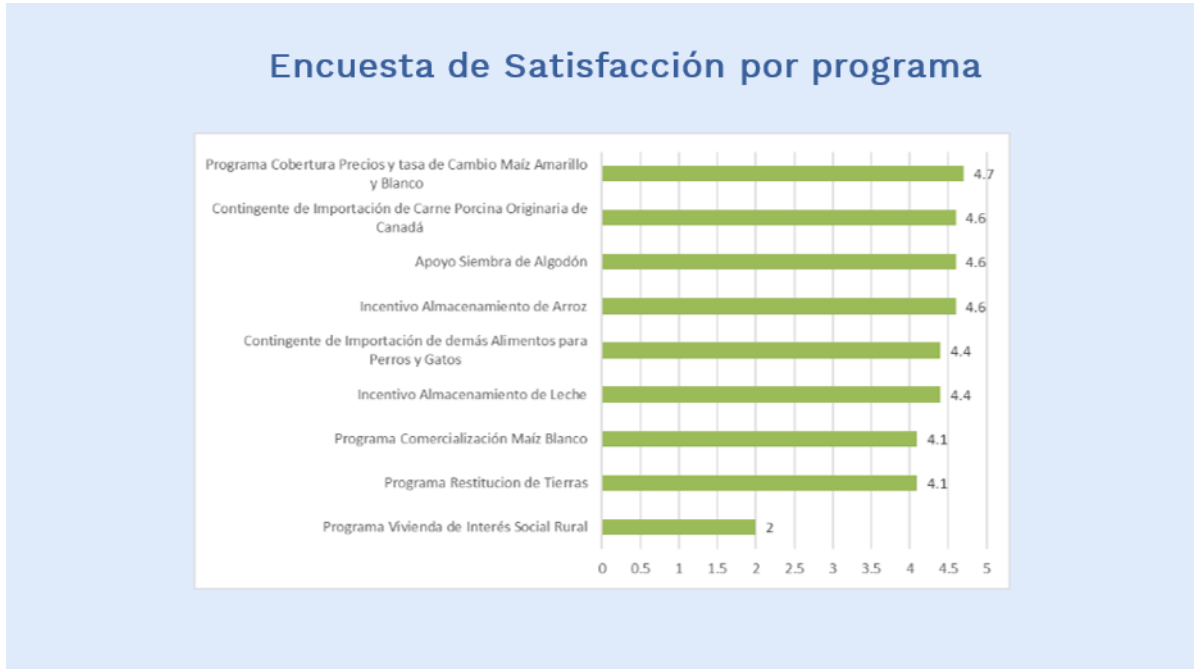 Encuesta de Satisfacción por programa
Programa Cobertura Precios y tasa de Cambio Maíz Amarillo
y Blanco
4.7
Contingente de Importación de Carne Porcina Originaria de
Canadá
4.6
Apoyo Siembra de Algodón
4.6
Incentivo Almacenamiento de Arroz
4.6
Contingente de Importación de demás Alimentos para
Perros y Gatos
4.4
Incentivo Almacenamiento de Leche
4.4
Programa Comercialización Maíz Blanco
4.1
Programa Restitucion de Tierras
4.1
Programa Vivienda de Interés Social Rural
2
0 0.5 1 1.5 2 2.5 3 3.5 4 4.5 5